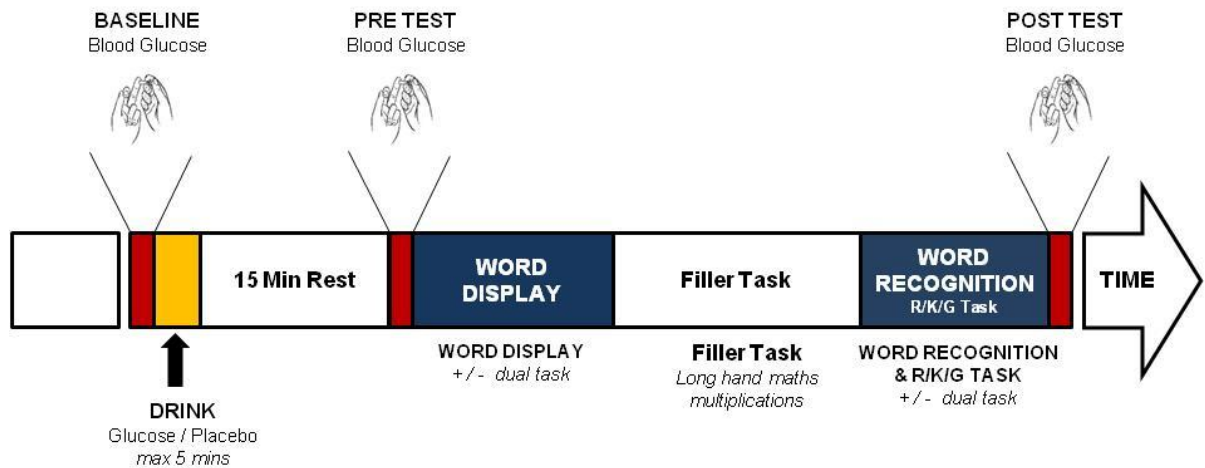 BASELINE
Blood Glucose
PRE TEST
Blood Glucose
POST TEST
Blood Glucose
15 Min Rest
WORD
DISPLAY
Filler Task
WORD
RECOGNITION
R/K/G Task
TIME
WORD DISPLAY
+ / - dual task
Filler Task
Long hand maths
multiplications
WORD RECOGNITION
& R/K/G TASK
+ / - dual task
DRINK
Glucose / Placebo
max 5 mins